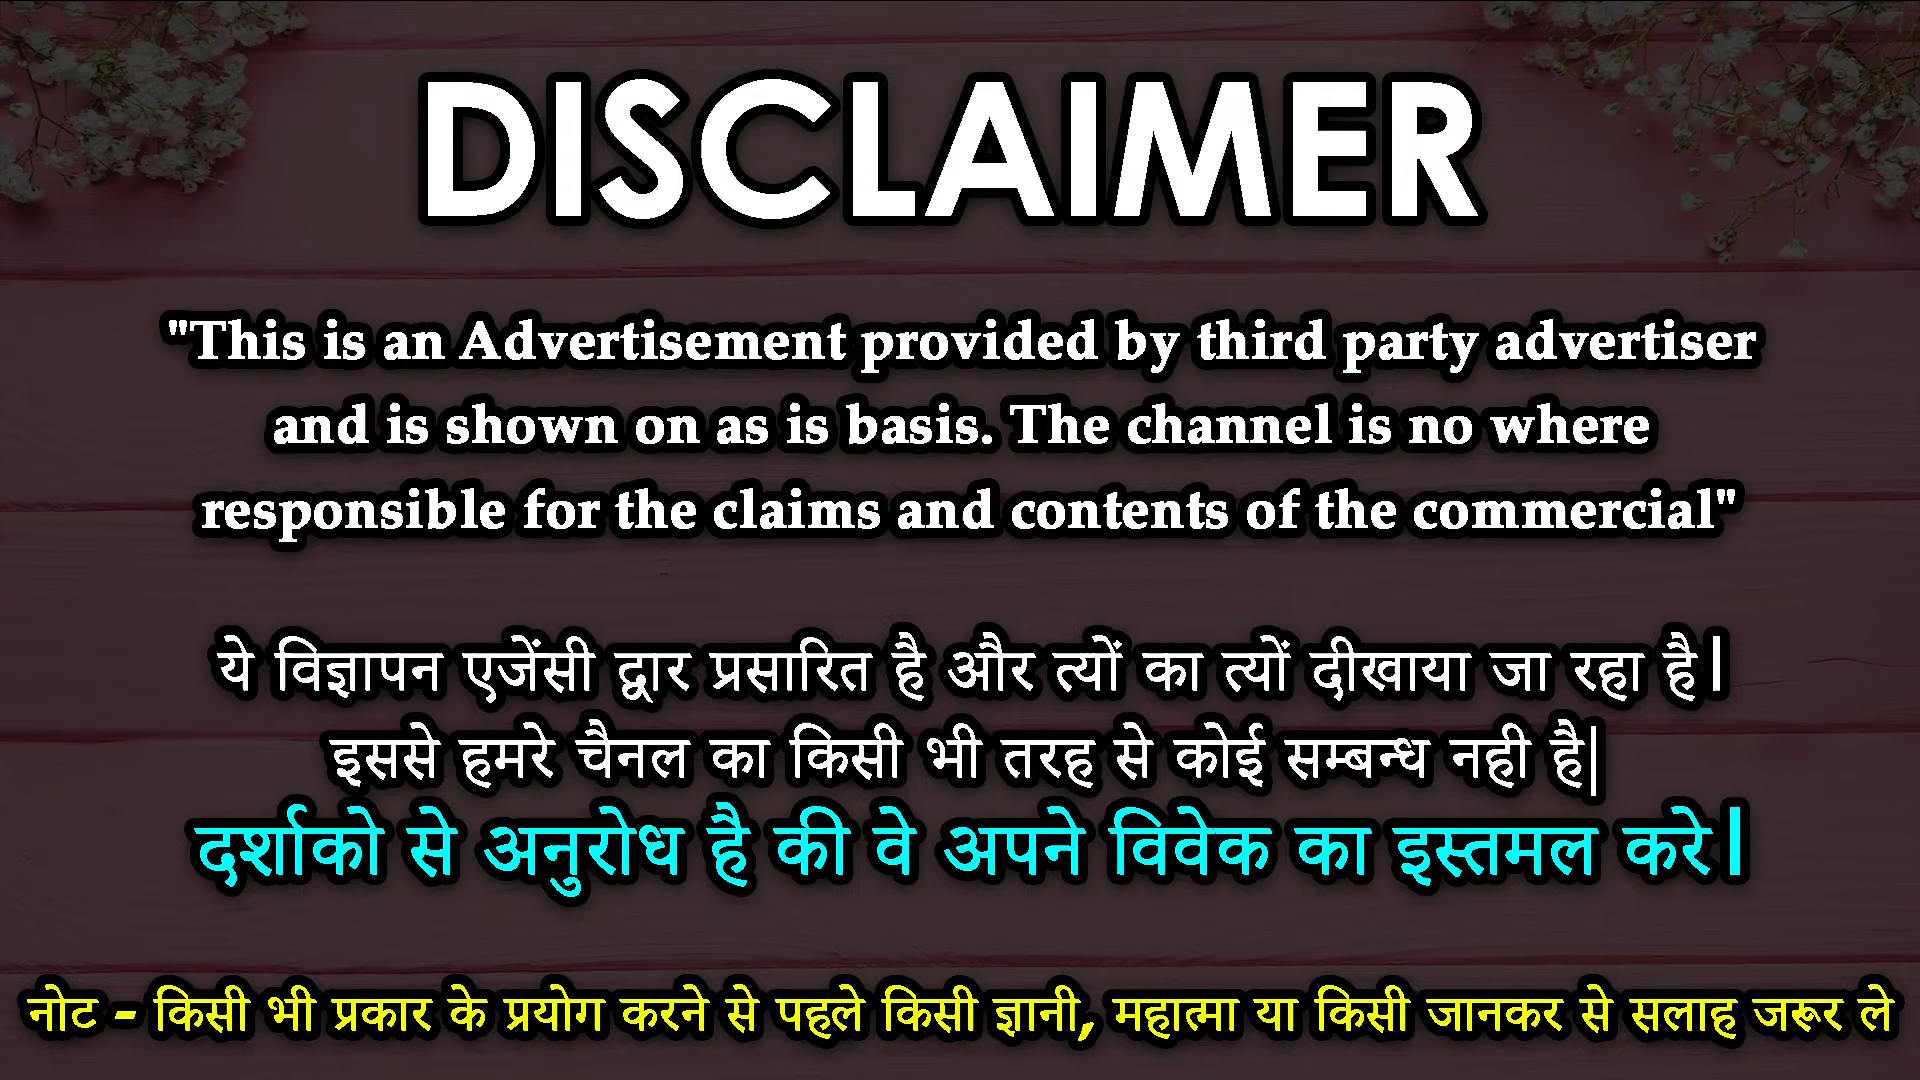 DISCLAIMER
"This is an Advertisement provided by third party advertiser
and is shown on as is basis. The channel is no where
responsible for the claims and contents of the commercial"
ये विज्ञापन एजेंसी द्वार प्रसारित है और त्यों का त्यों दीखाया जा रहा है।
इससे हमरे चैनल का किसी भी तरह से कोई सम्बन्ध नही है|
दर्शाको से अनुरोध है की वे अपने विवेक का इस्तमल करे।
नोट - किसी भी प्रकार के प्रयोग करने से पहले किसी ज्ञानी, महात्मा या किसी जानकर से सलाह जरूर ले